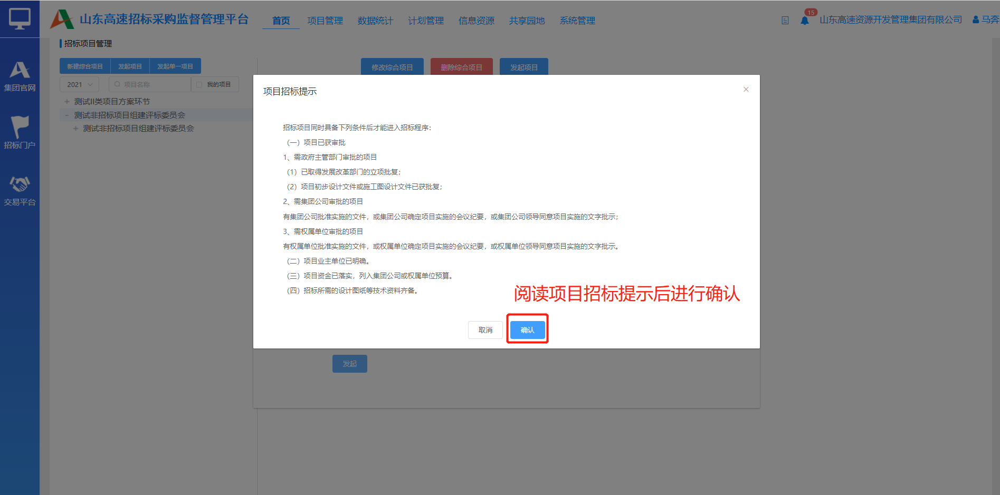 山东高速招标采购监督管理平台
首页 项目管理 数据统计 计划管理 信息资源 共享园地 系统管理
15
山东高速资源开发管理集团有限公司 马奔
集团官网
招标门户
交易平台
招标项目管理
新建综合项目 发起项目 发起单一项目
修改综合项目 删除综合项目 发起项目
2021 项目名称 我的项目
测试II类项目方案环节
测试非招标项目组建评标委员会
测试非招标项目组建评标委员会
项目招标提示
招标项目同时具备下列条件后才能进入招标程序：
（一）项目已获审批
1、需政府主管部门审批的项目
（1）已取得发展改革部门的立项批复；
（2）项目初步设计文件或施工图设计文件已获批复；
2、需集团公司审批的项目
有集团公司批准实施的文件，或集团公司确定项目实施的会议纪要，或集团公司领导同意项目实施的文字批示；
3、需权属单位审批的项目
有权属单位批准实施的文件，或权属单位确定项目实施的会议纪要，或权属单位领导同意项目实施的文字批示。
（二）项目业主单位已明确。
（三）项目资金已落实，列入集团公司或权属单位预算。
（四）招标所需的设计图纸等技术资料齐备。
阅读项目招标提示后进行确认
取消 确认
发起